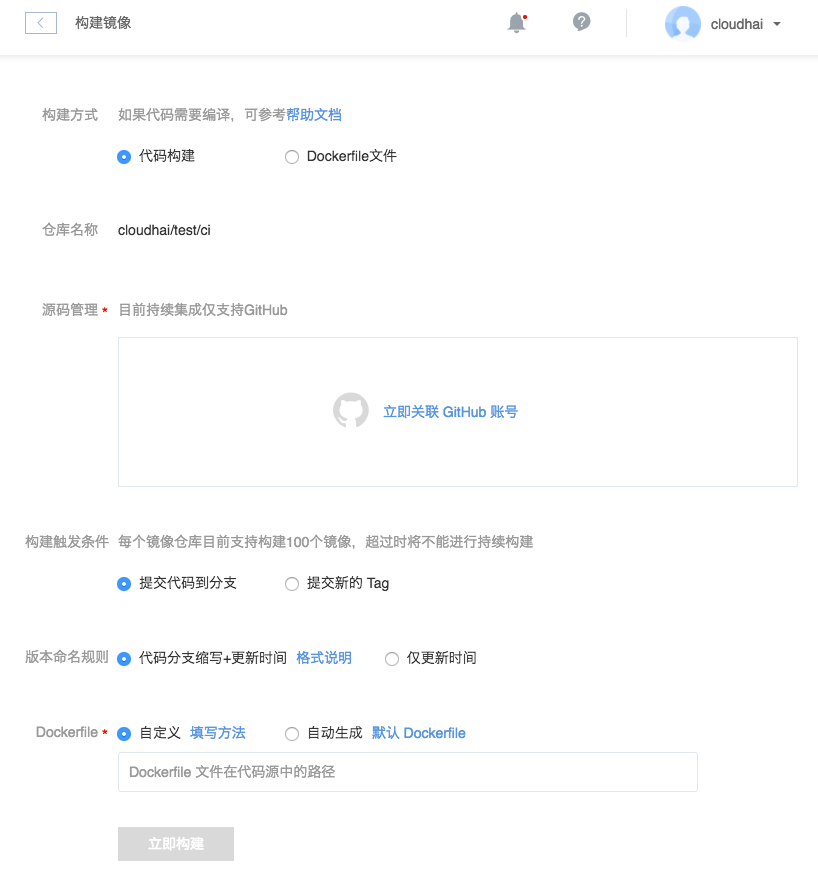 构建镜像 cloudhai
构建方式 如果代码需要编译，可参考帮助文档
代码构建 Dockerfile文件
仓库名称 cloudhai/test/ci
源码管理 * 目前持续集成仅支持GitHub
立即关联 GitHub 账号
构建触发条件 每个镜像仓库目前支持构建100个镜像，超过时将不能进行持续构建
提交代码到分支 提交新的 Tag
版本命名规则 代码分支缩写+更新时间 格式说明 仅更新时间
Dockerfile * 自定义 填写方法 自动生成 默认 Dockerfile
Dockerfile 文件在代码源中的路径
立即构建